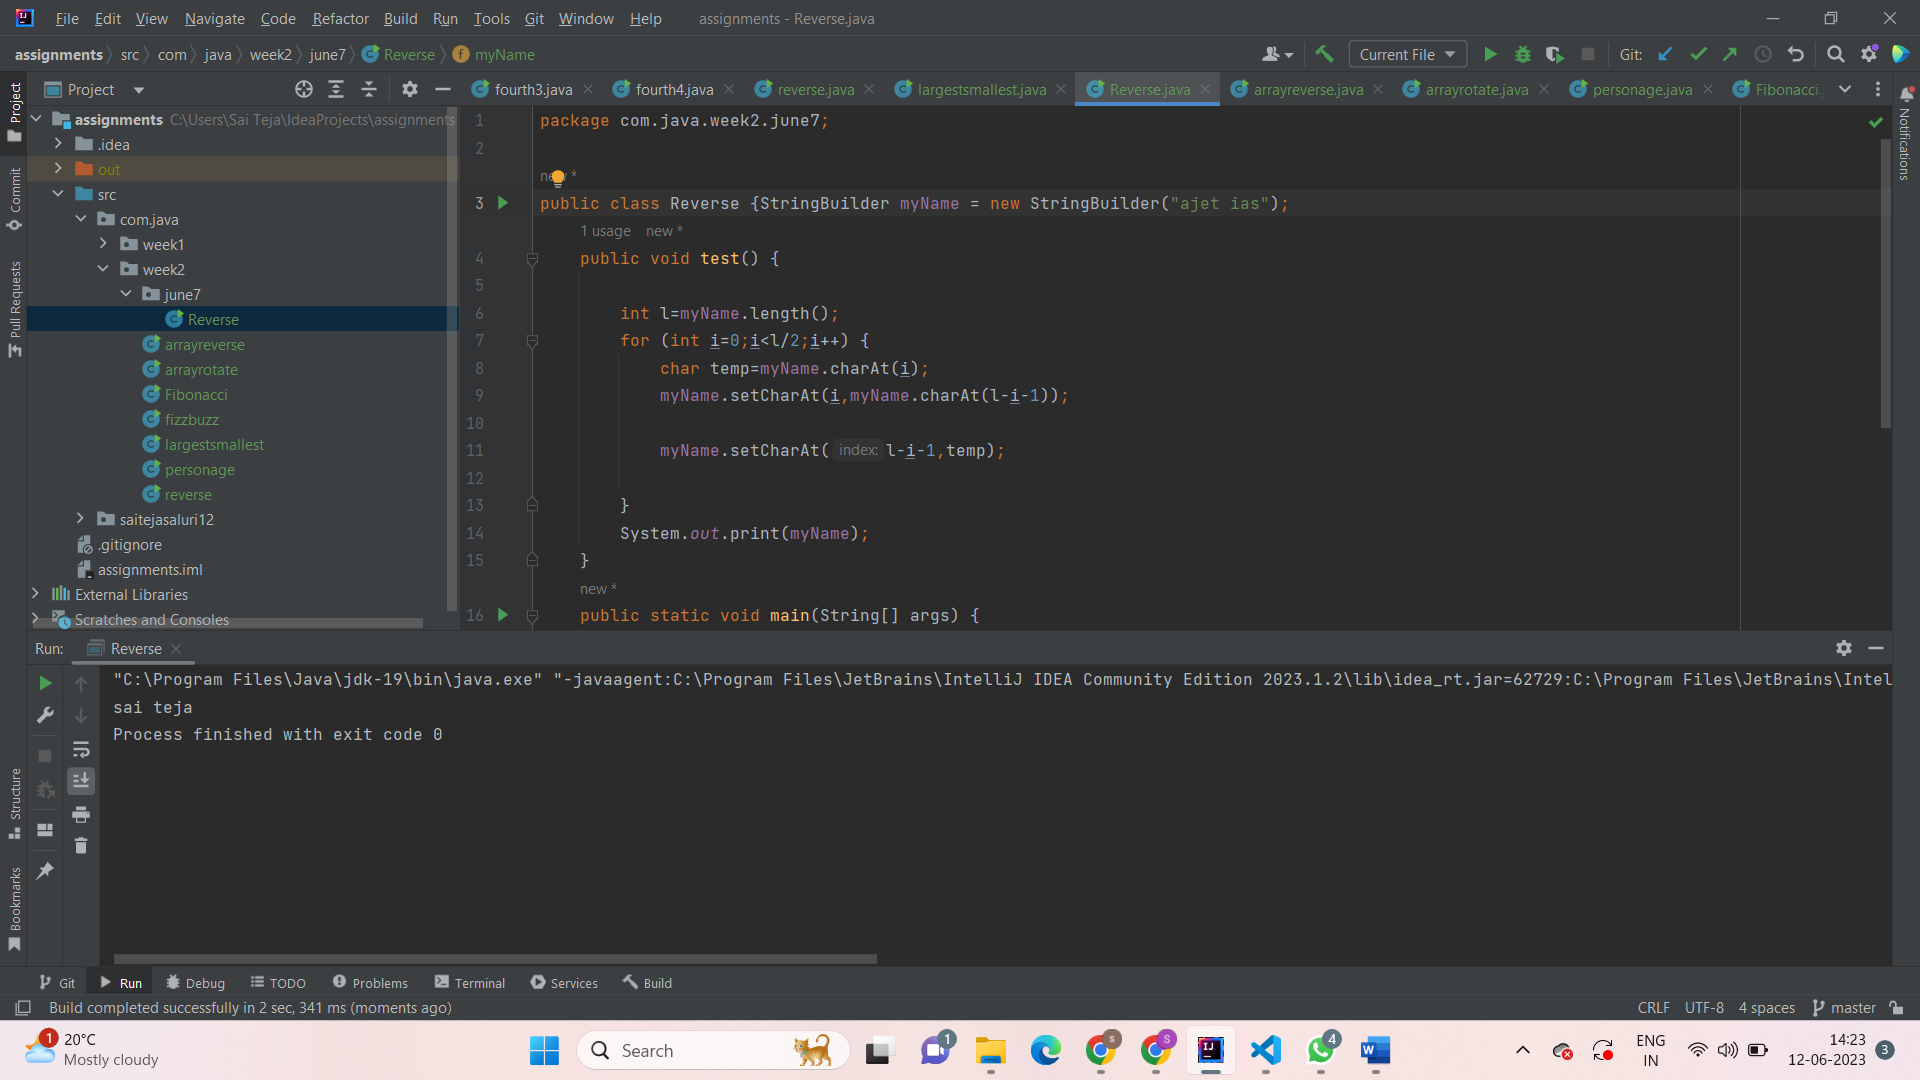 File Edit View Navigate Code Refactor Build Run Tools Git Window Help assignments - Reverse.java
assignments src com java week2 june7 Reverse myName Current File Git:
Project fourth3.java fourth4.java reverse.java largestsmallest.java Reverse.java arrayreverse.java arrayrotate.java personage.java Fibonacci.
Project
Commit
Pull Requests
Structure
Bookmarks
Notifications
assignments C:\Users\Sai Teja\IdeaProjects\assignments
.idea
out
src
com.java
week1
week2
june7
Reverse
arrayreverse
arrayrotate
Fibonacci
fizzbuzz
largestsmallest
personage
reverse
saitejasaluri12
.gitignore
assignments.iml
External Libraries
Scratches and Consoles
1 package com.java.week2.june7;
2
new *
3 public class Reverse {StringBuilder myName = new StringBuilder("ajet ias");
1 usage new *
4 public void test() {
5
6 int l=myName.length();
7 for (int i=0;i<l/2;i++) {
8 char temp=myName.charAt(i);
9 myName.setCharAt(i,myName.charAt(l-i-1));
10
11 myName.setCharAt( index: l-i-1,temp);
12
13 }
14 System.out.print(myName);
15 }
new *
16 public static void main(String[] args) {
Run: Reverse
"C:\Program Files\Java\jdk-19\bin\java.exe" "-javaagent:C:\Program Files\JetBrains\IntelliJ IDEA Community Edition 2023.1.2\lib\idea_rt.jar=62729:C:\Program Files\JetBrains\Intel
sai teja
Process finished with exit code 0
Git Run Debug TODO Problems Terminal Services Build
Build completed successfully in 2 sec, 341 ms (moments ago) CRLF UTF-8 4 spaces master
1 20°C
Mostly cloudy
Search
1
4
ENG
IN
14:23
12-06-2023
3